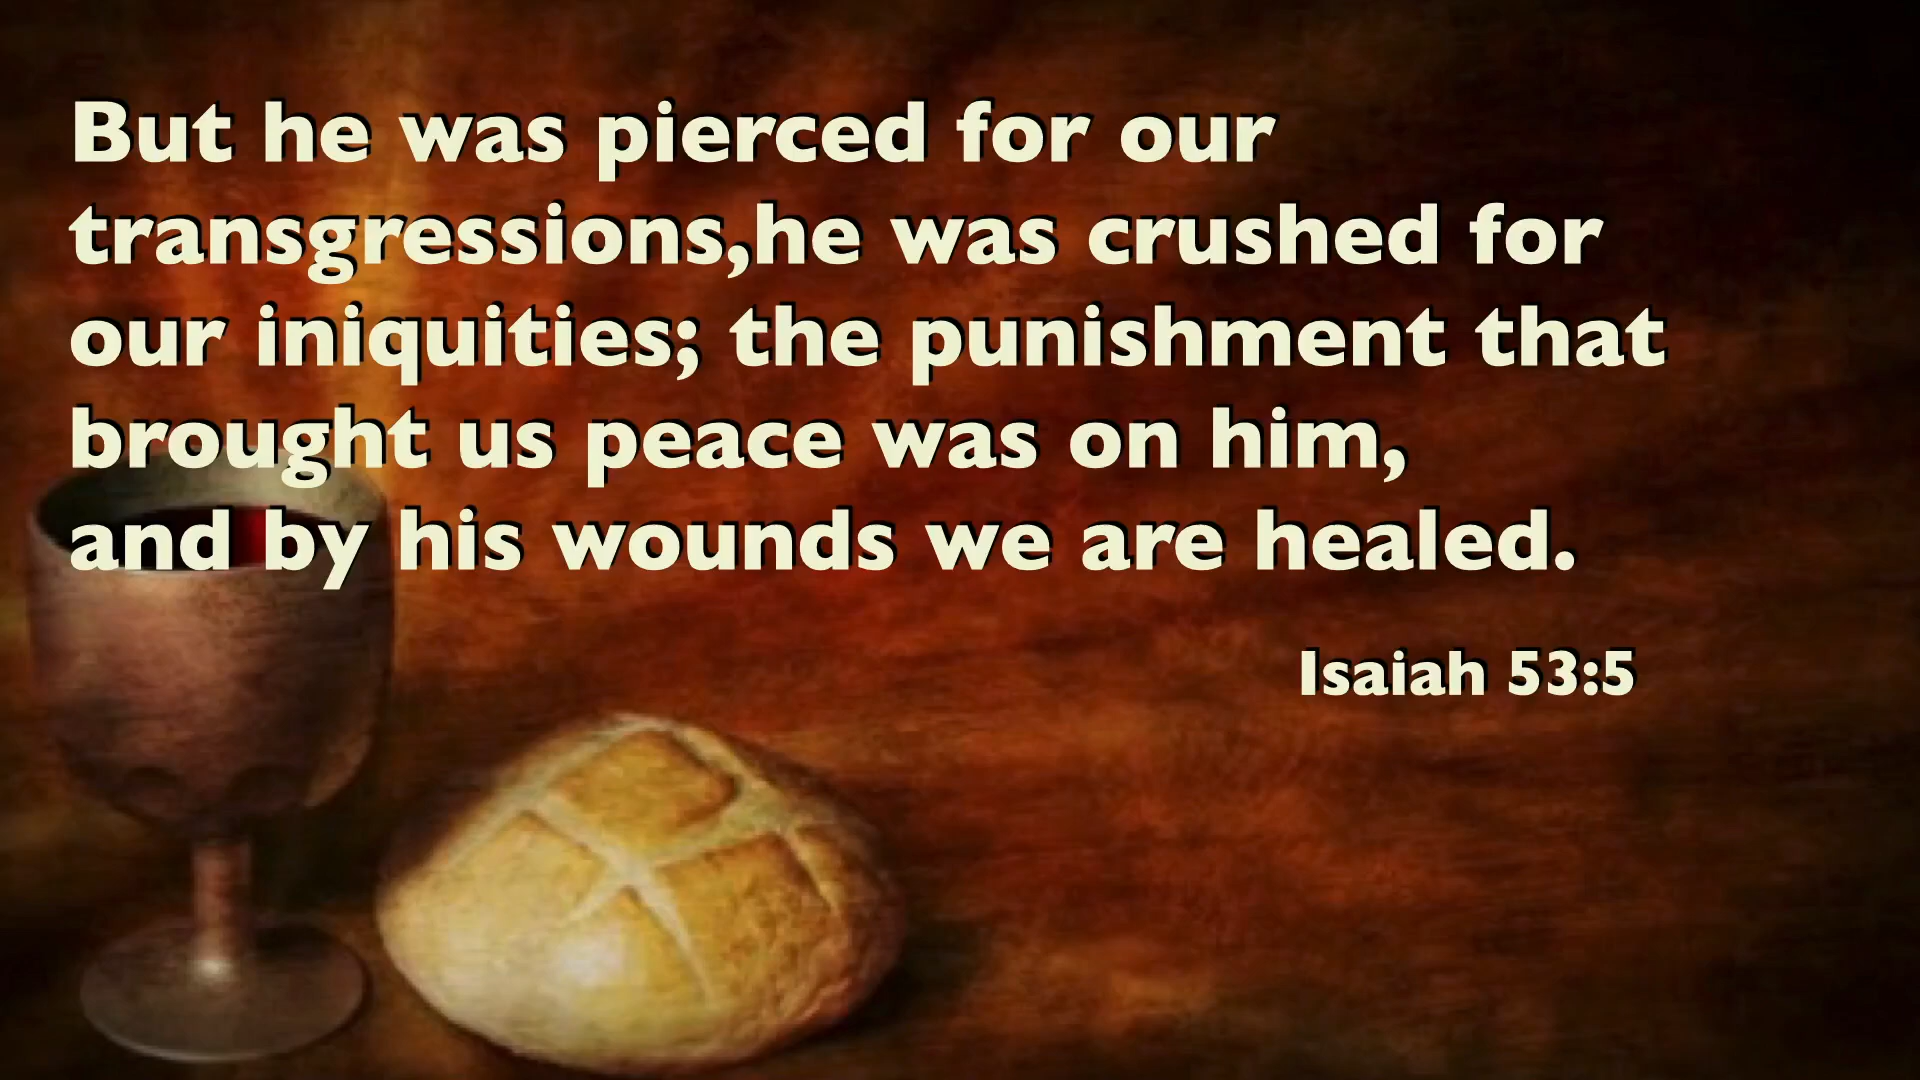 But he was pierced for our
transgressions,he was crushed for
our iniquities; the punishment that
brought us peace was on him,
and by his wounds we are healed.
Isaiah 53:5